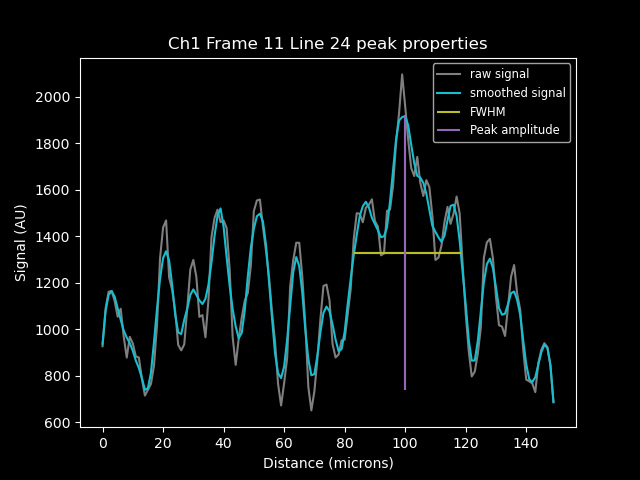 Ch1 Frame 11 Line 24 peak properties
raw signal
smoothed signal
FWHM
Peak amplitude
Signal (AU)
2000
1800
1600
1400
1200
1000
800
600
0 20 40 60 80 100 120 140
Distance (microns)